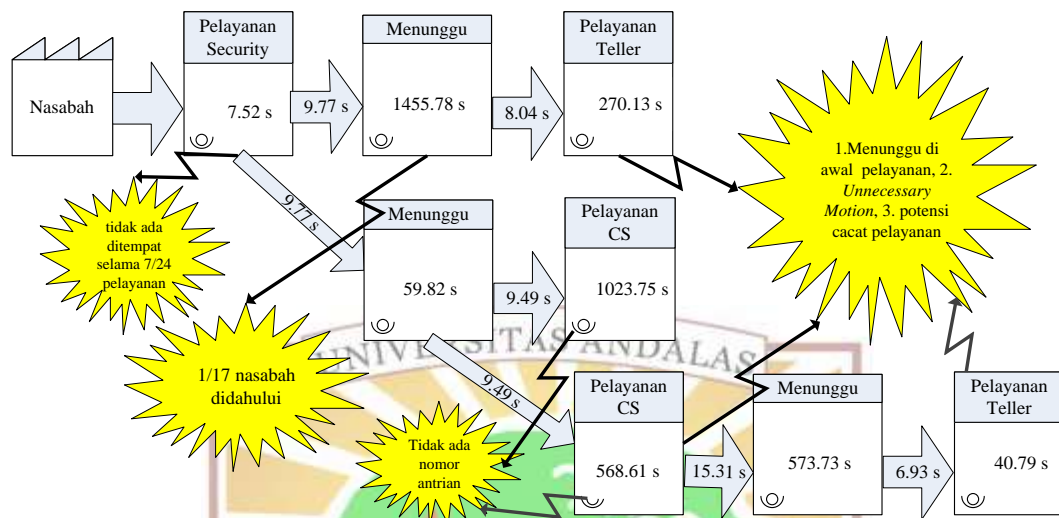 Pelayanan
Security
Menunggu
Pelayanan
Teller
Nasabah
7.52 s
9.77 s
1455.78 s
8.04 s
270.13 s
1.Menunggu di
awal pelayanan, 2.
Unnecessary
Motion, 3. potensi
cacat pelayanan
tidak ada
ditempat
selama 7/24
pelayanan
9.77 s
Menunggu
Pelayanan
CS
59.82 s
9.49 s
1023.75 s
UNIVERSITAS ANDALAS
1/17 nasabah
didahului
9.49 s
Tidak ada
nomor
antrian
Pelayanan
CS
Menunggu
Pelayanan
Teller
568.61 s
15.31 s
573.73 s
6.93 s
40.79 s